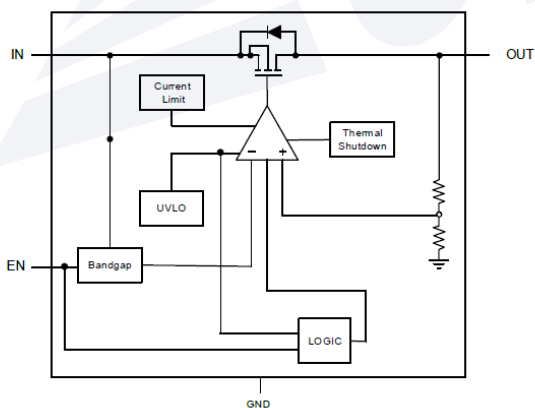 IN
OUT
Current
Limit
Thermal
Shutdown
-
+
UVLO
EN
Bandgap
LOGIC
GND